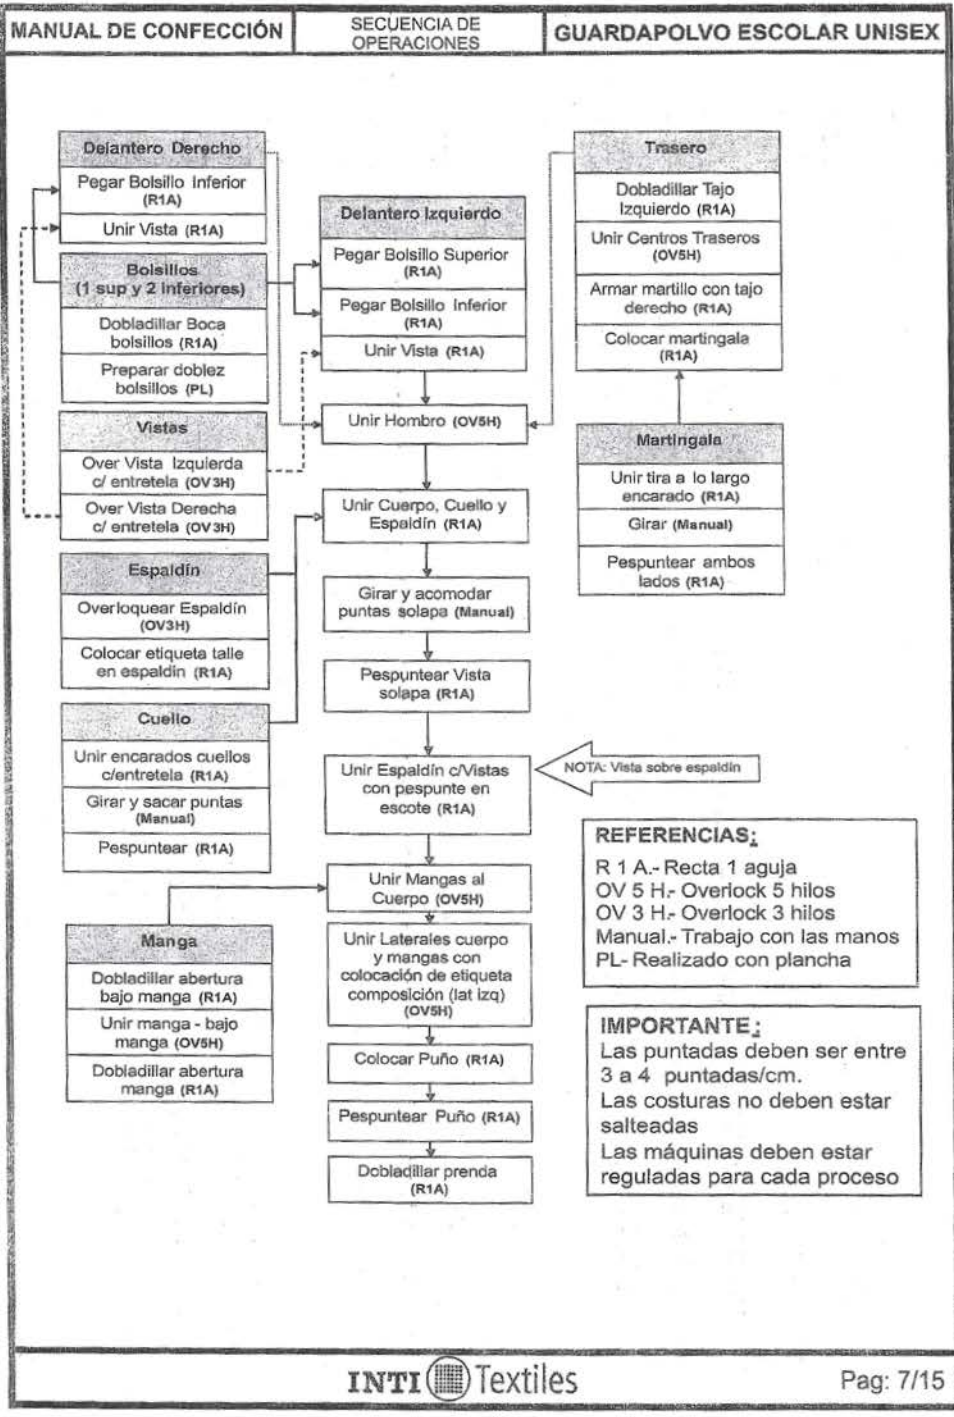 MANUAL DE CONFECCIÓN
SECUENCIA DE
OPERACIONES
GUARDAPOLVO ESCOLAR UNISEX
Delantero Derecho
Pegar Bolsillo Inferior
(R1A)
Unir Vista (R1A)
Bolsillos
(1 sup y 2 inferiores)
Dobladillar Boca
bolsillos (R1A)
Preparar doblez
bolsillos (PL)
Vistas
Over Vista Izquierda
c/ entretela (OV3H)
Over Vista Derecha
c/ entretela (OV3H)
Espaldín
Overloquear Espaldín
(OV3H)
Colocar etiqueta talle
en espaldin (R1A)
Cuello
Unir encarados cuellos
c/entretela (R1A)
Girar y sacar puntas
(Manual)
Pespuntear (R1A)
Manga
Dobladillar abertura
bajo manga (R1A)
Unir manga - bajo
manga (OV5H)
Dobladillar abertura
manga (R1A)
Delantero Izquierdo
Pegar Bolsillo Superior
(R1A)
Pegar Bolsillo Inferior
(R1A)
Unir Vista (R1A)
Unir Hombro (OV5H)
Unir Cuerpo, Cuello y
Espaldín (R1A)
Girar y acomodar
puntas solapa (Manual)
Pespuntear Vista
solapa (R1A)
Unir Espaldín c/Vistas
con pespunte en
escote (R1A)
Unir Mangas al
Cuerpo (OV5H)
Unir Laterales cuerpo
y mangas con
colocación de etiqueta
composición (lat izq)
(OV5H)
Colocar Puño (R1A)
Pespuntear Puño (R1A)
Dobladillar prenda
(R1A)
Trasero
Dobladillar Tajo
Izquierdo (R1A)
Unir Centros Traseros
(OV5H)
Armar martillo con tajo
derecho (R1A)
Colocar martingala
(R1A)
Martingala
Unir tira a lo largo
encarado (R1A)
Girar (Manual)
Pespuntear ambos
lados (R1A)
NOTA: Vista sobre espaldin
REFERENCIAS:
R 1 A.- Recta 1 aguja
OV 5 H.- Overlock 5 hilos
OV 3 H.- Overlock 3 hilos
Manual.- Trabajo con las manos
PL- Realizado con plancha
IMPORTANTE:
Las puntadas deben ser entre
3 a 4 puntadas/cm.
Las costuras no deben estar
salteadas
Las máquinas deben estar
reguladas para cada proceso
INTI Textiles
Pag: 7/15